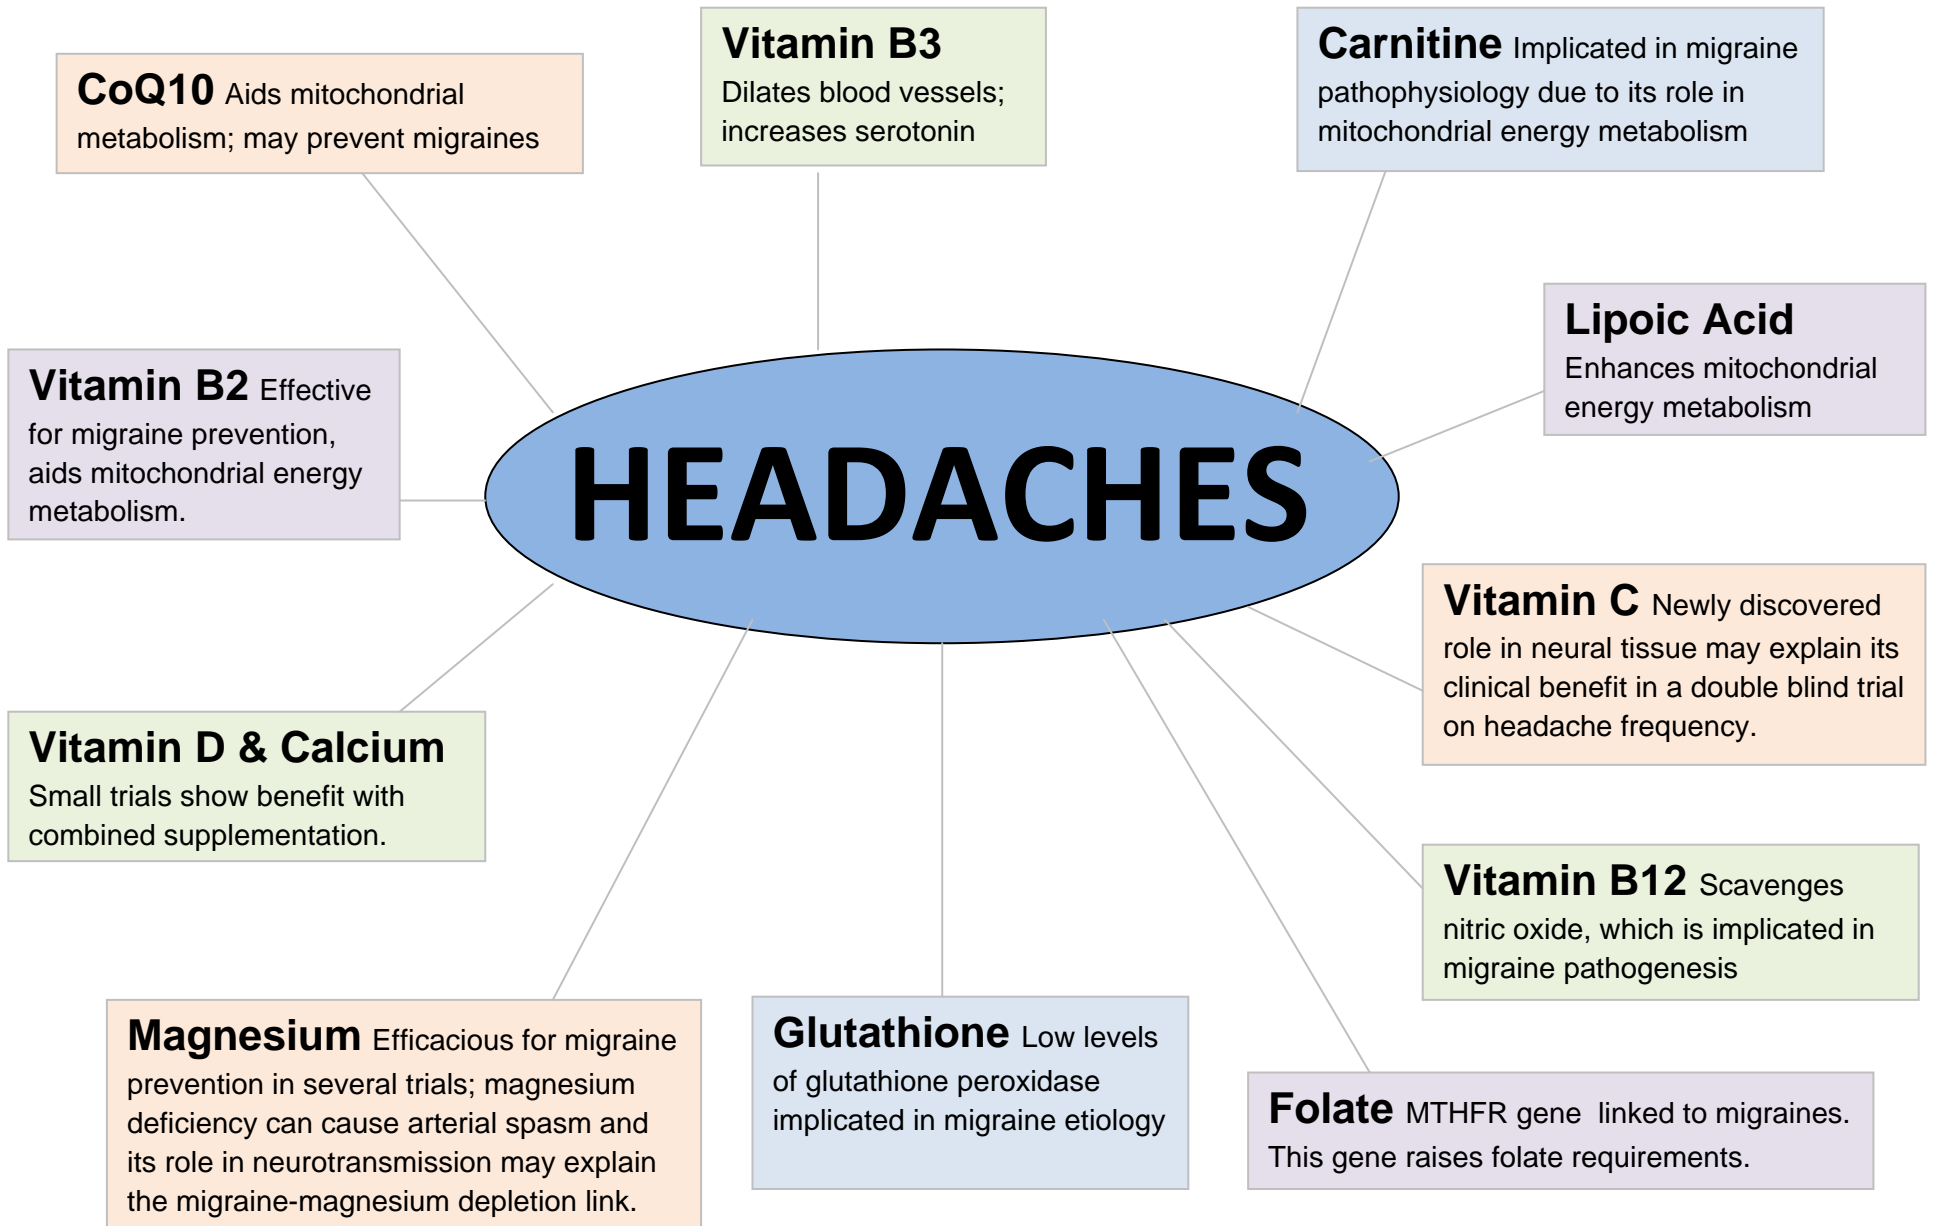 CoQ10 Aids mitochondrial
metabolism; may prevent migraines
Vitamin B3
Dilates blood vessels;
increases serotonin
Carnitine Implicated in migraine
pathophysiology due to its role in
mitochondrial energy metabolism
Lipoic Acid
Enhances mitochondrial
energy metabolism
Vitamin B2 Effective
for migraine prevention,
aids mitochondrial energy
metabolism.
HEADACHES
Vitamin C Newly discovered
role in neural tissue may explain its
clinical benefit in a double blind trial
on headache frequency.
Vitamin D & Calcium
Small trials show benefit with
combined supplementation.
Vitamin B12 Scavenges
nitric oxide, which is implicated in
migraine pathogenesis
Magnesium Efficacious for migraine
prevention in several trials; magnesium
deficiency can cause arterial spasm and
its role in neurotransmission may explain
the migraine-magnesium depletion link.
Glutathione Low levels
of glutathione peroxidase
implicated in migraine etiology
Folate MTHFR gene  linked to migraines.
This gene raises folate requirements.